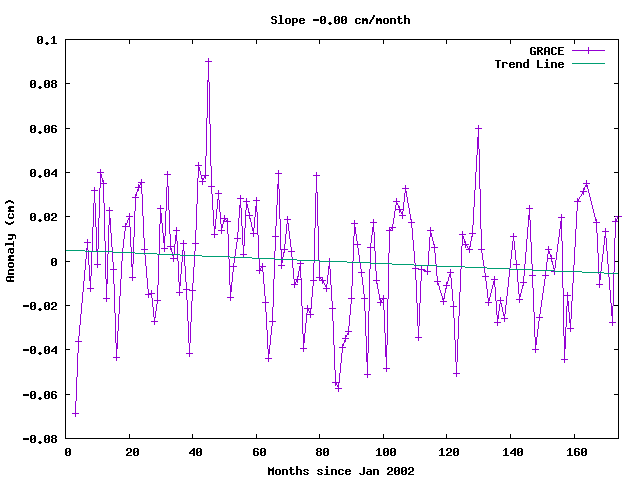 Slope -0.00 cm/month
0.1
GRACE
Trend Line
0.08
0.06
0.04
0.02
0
-0.02
-0.04
-0.06
-0.08
Anomaly (cm)
0 20 40 60 80 100 120 140 160
Months since Jan 2002